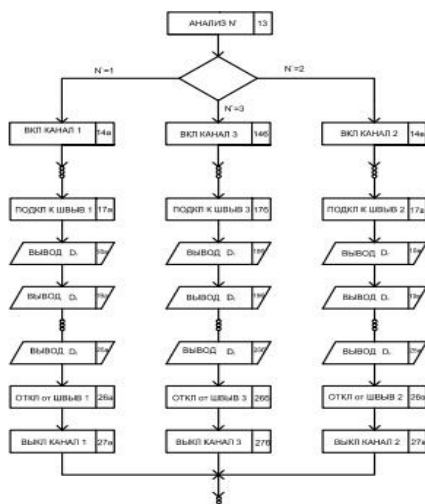 АНАЛИЗ N' 13
N'=1
N'=2
N'=3
ВКЛ КАНАЛ 1 14а
ВКЛ КАНАЛ 3 14б
ВКЛ КАНАЛ 2 14в
ПОДКЛ К ШВЫВ 1 17а
ПОДКЛ К ШВЫВ 3 17б
ПОДКЛ К ШВЫВ 2
ВЫВОД
ВЫВОД
ВЫВОД
ВЫВОД
ВЫВОД
ВЫВОД
ВЫВОД
ВЫВОД
ВЫВОД
ОТКЛ от ШВЫВ 1 26а
ОТКЛ от ШВЫВ 3 26б
ОТКЛ от ШВЫВ 2 26в
ВЫКЛ КАНАЛ 1 27а
ВЫКЛ КАНАЛ 3 27б
ВЫКЛ КАНАЛ 2 27в